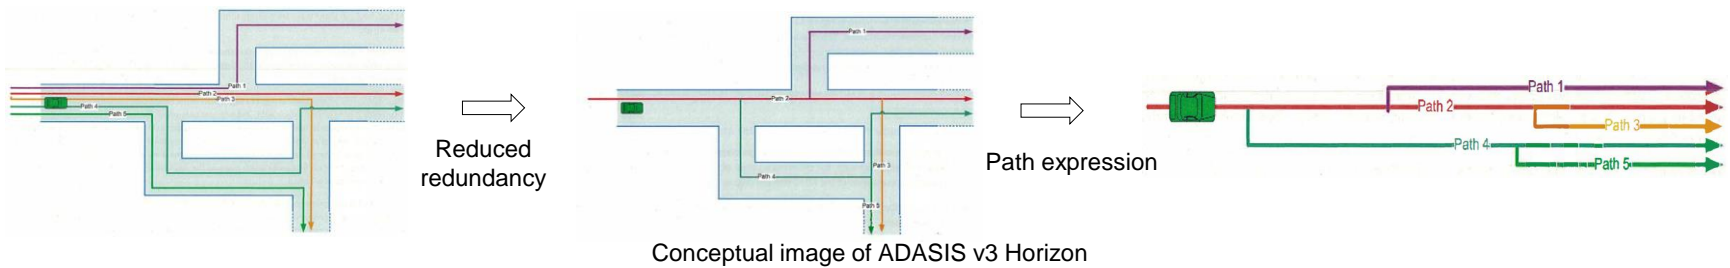 Path 1
Path 2
Path 3
Path 4
Path 5
Reduced
redundancy
Path 1
Path 2
Path 3
Path 4
Path 5
Path expression
Path 1
Path 2
Path 3
Path 4
Path 5
Conceptual image of ADASIS v3 Horizon